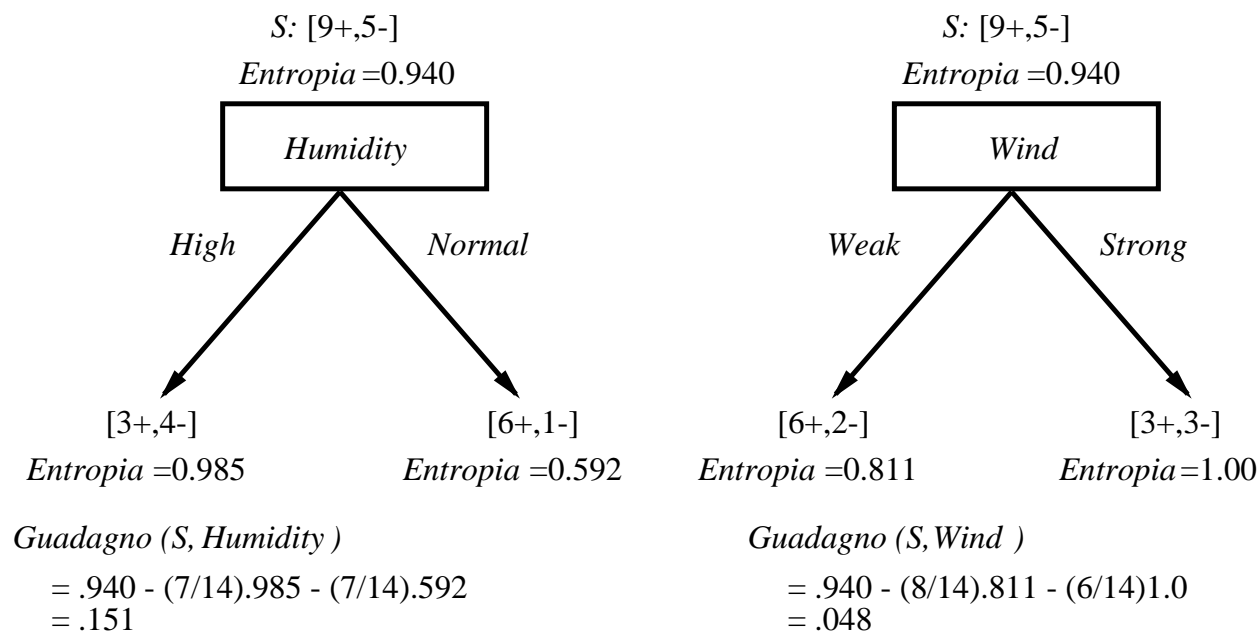 S: [9+,5-]
Entropia =0.940
Humidity
High
Normal
[3+,4-]
[6+,1-]
Entropia =0.985
Entropia =0.592
Guadagno (S, Humidity )
= .940 - (7/14).985 - (7/14).592
= .151
S: [9+,5-]
Entropia =0.940
Wind
Weak
Strong
[6+,2-]
[3+,3-]
Entropia =0.811
Entropia =1.00
Guadagno (S,Wind )
= .940 - (8/14).811 - (6/14)1.0
= .048